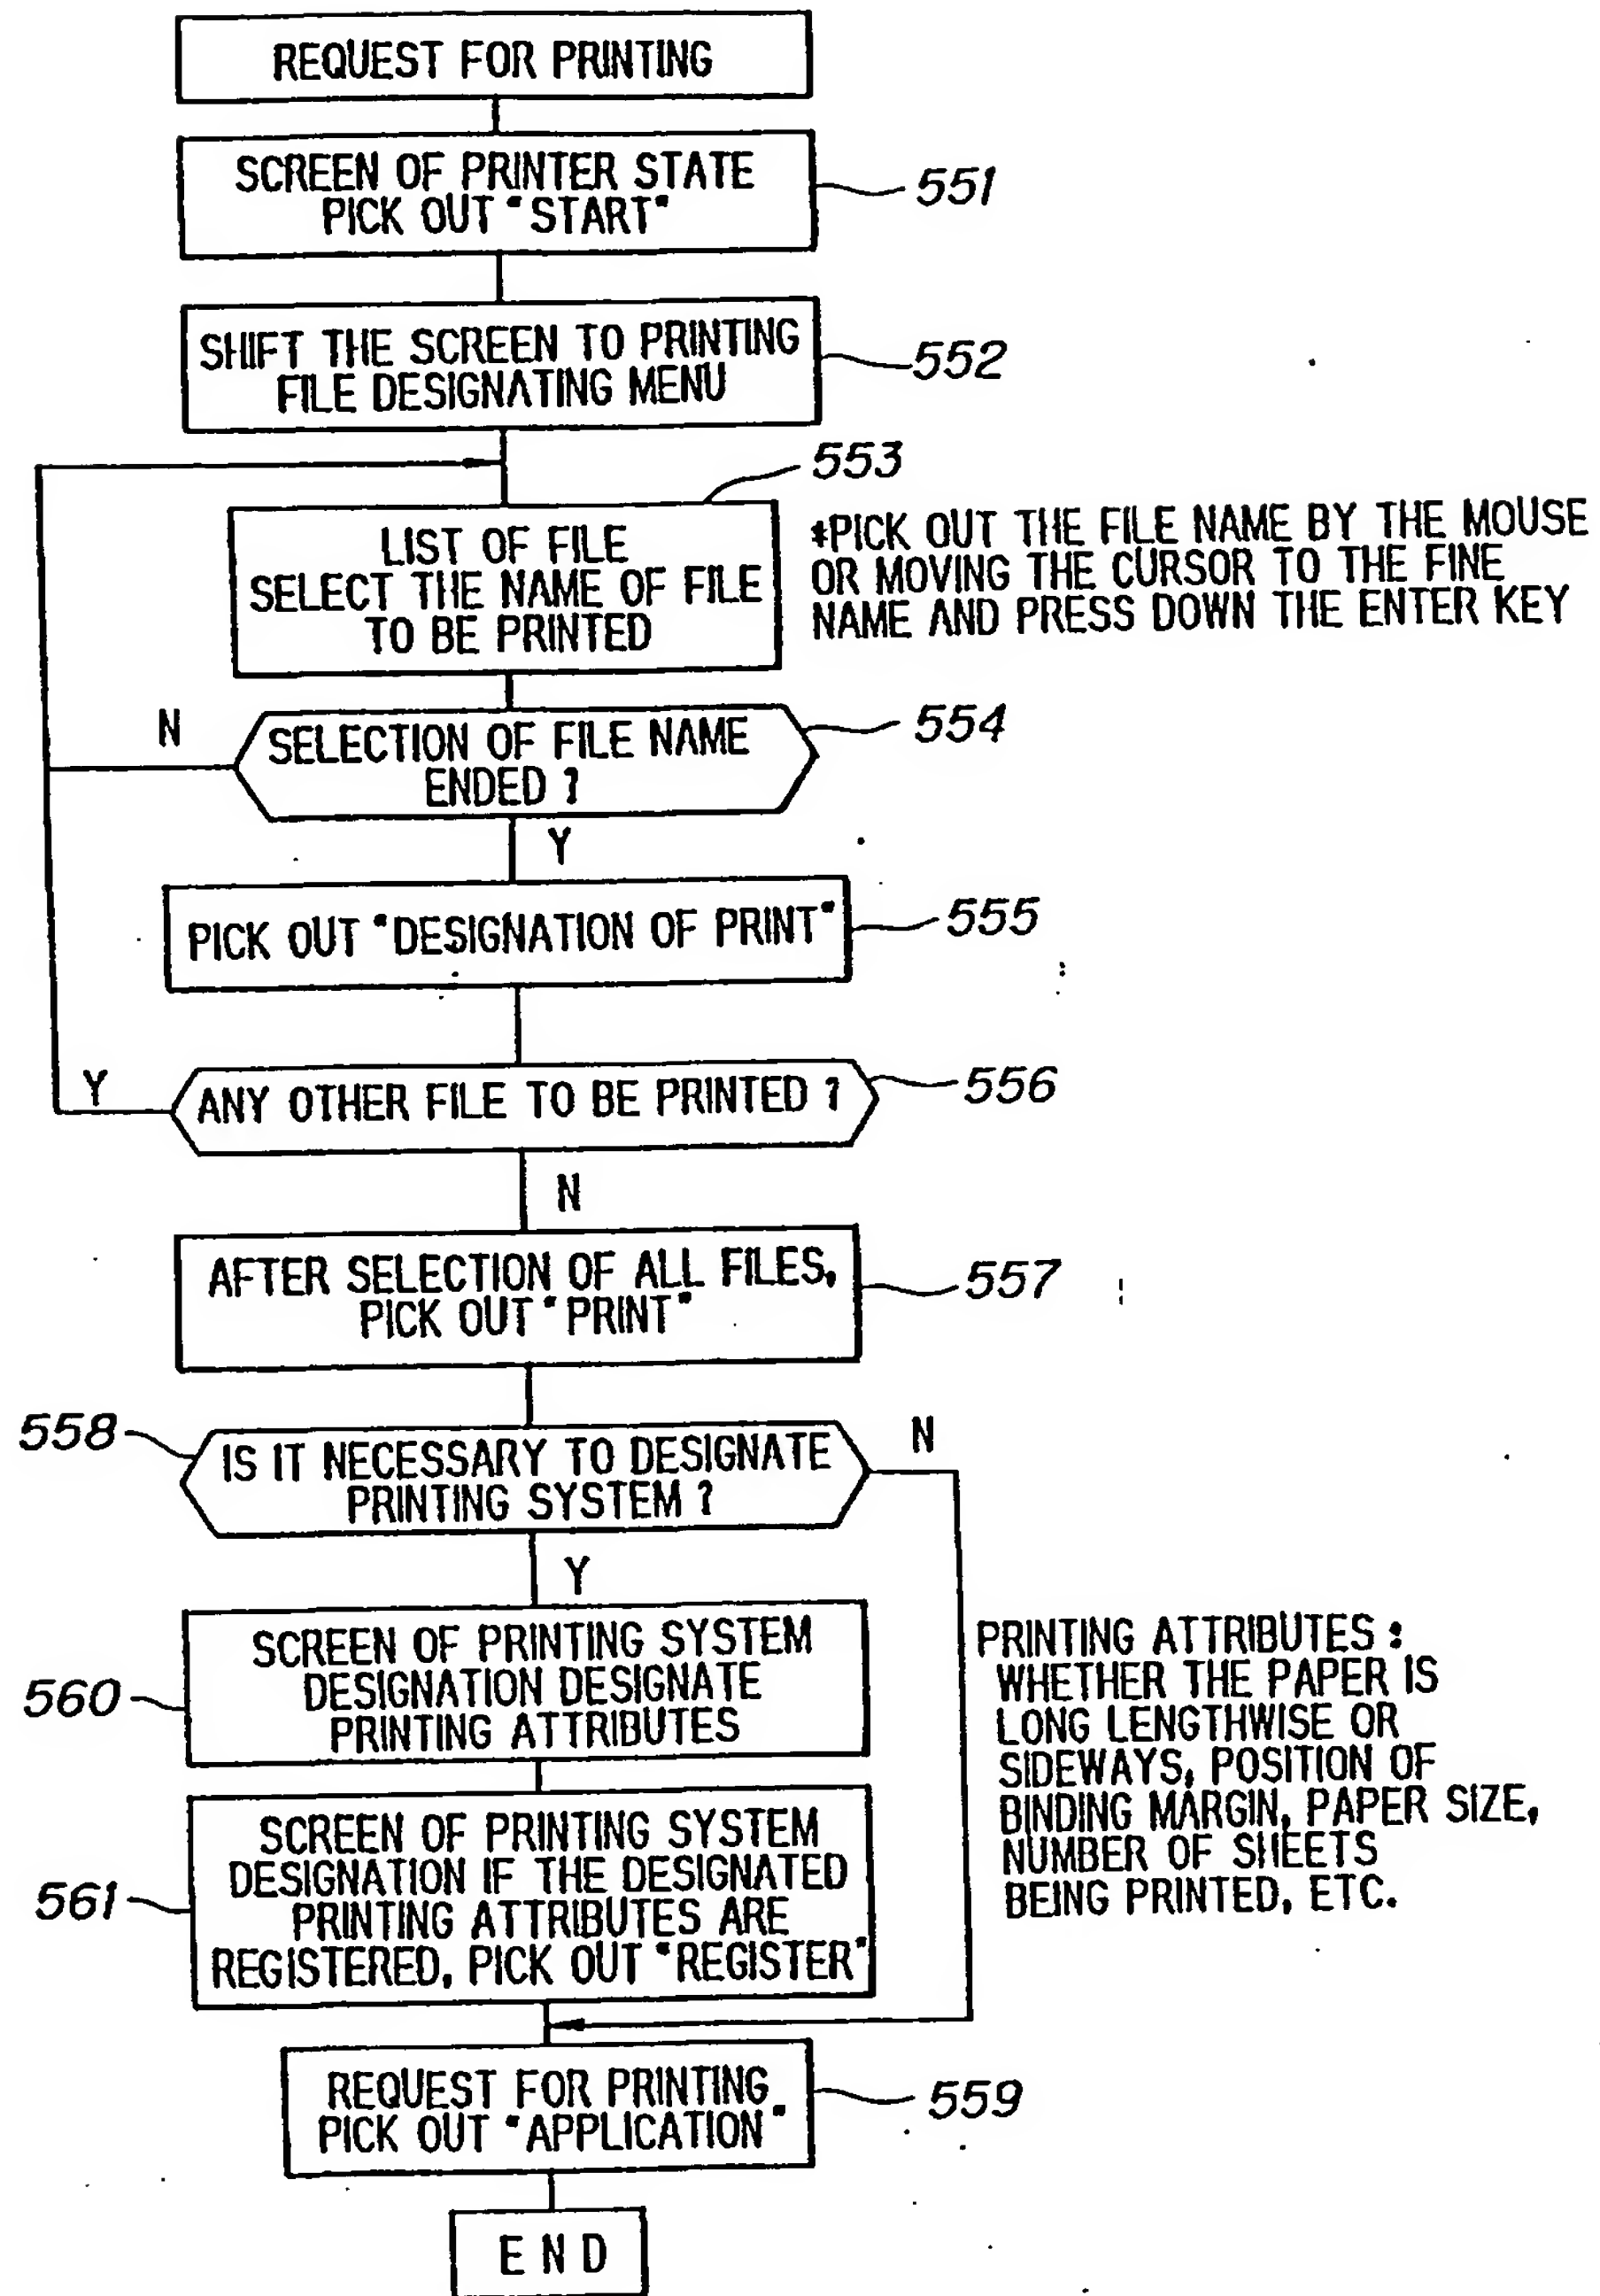 REQUEST FOR PRINTING
SCREEN OF PRINTER STATE
PICK OUT "START"
551
SHIFT THE SCREEN TO PRINTING
FILE DESIGNATING MENU
552
553
LIST OF FILE
SELECT THE NAME OF FILE
TO BE PRINTED
*PICK OUT THE FILE NAME BY THE MOUSE
OR MOVING THE CURSOR TO THE FINE
NAME AND PRESS DOWN THE ENTER KEY
N
SELECTION OF FILE NAME
ENDED ?
554
Y
PICK OUT "DESIGNATION OF PRINT"
555
Y
ANY OTHER FILE TO BE PRINTED ?
556
N
AFTER SELECTION OF ALL FILES,
PICK OUT "PRINT"
557
558
IS IT NECESSARY TO DESIGNATE
PRINTING SYSTEM ?
N
Y
SCREEN OF PRINTING SYSTEM
DESIGNATION DESIGNATE
PRINTING ATTRIBUTES
560
PRINTING ATTRIBUTES :
WHETHER THE PAPER IS
LONG LENGTHWISE OR
SIDEWAYS, POSITION OF
BINDING MARGIN, PAPER SIZE,
NUMBER OF SHEETS
BEING PRINTED, ETC.
SCREEN OF PRINTING SYSTEM
DESIGNATION IF THE DESIGNATED
PRINTING ATTRIBUTES ARE
REGISTERED, PICK OUT "REGISTER"
561
REQUEST FOR PRINTING
PICK OUT "APPLICATION"
559
END